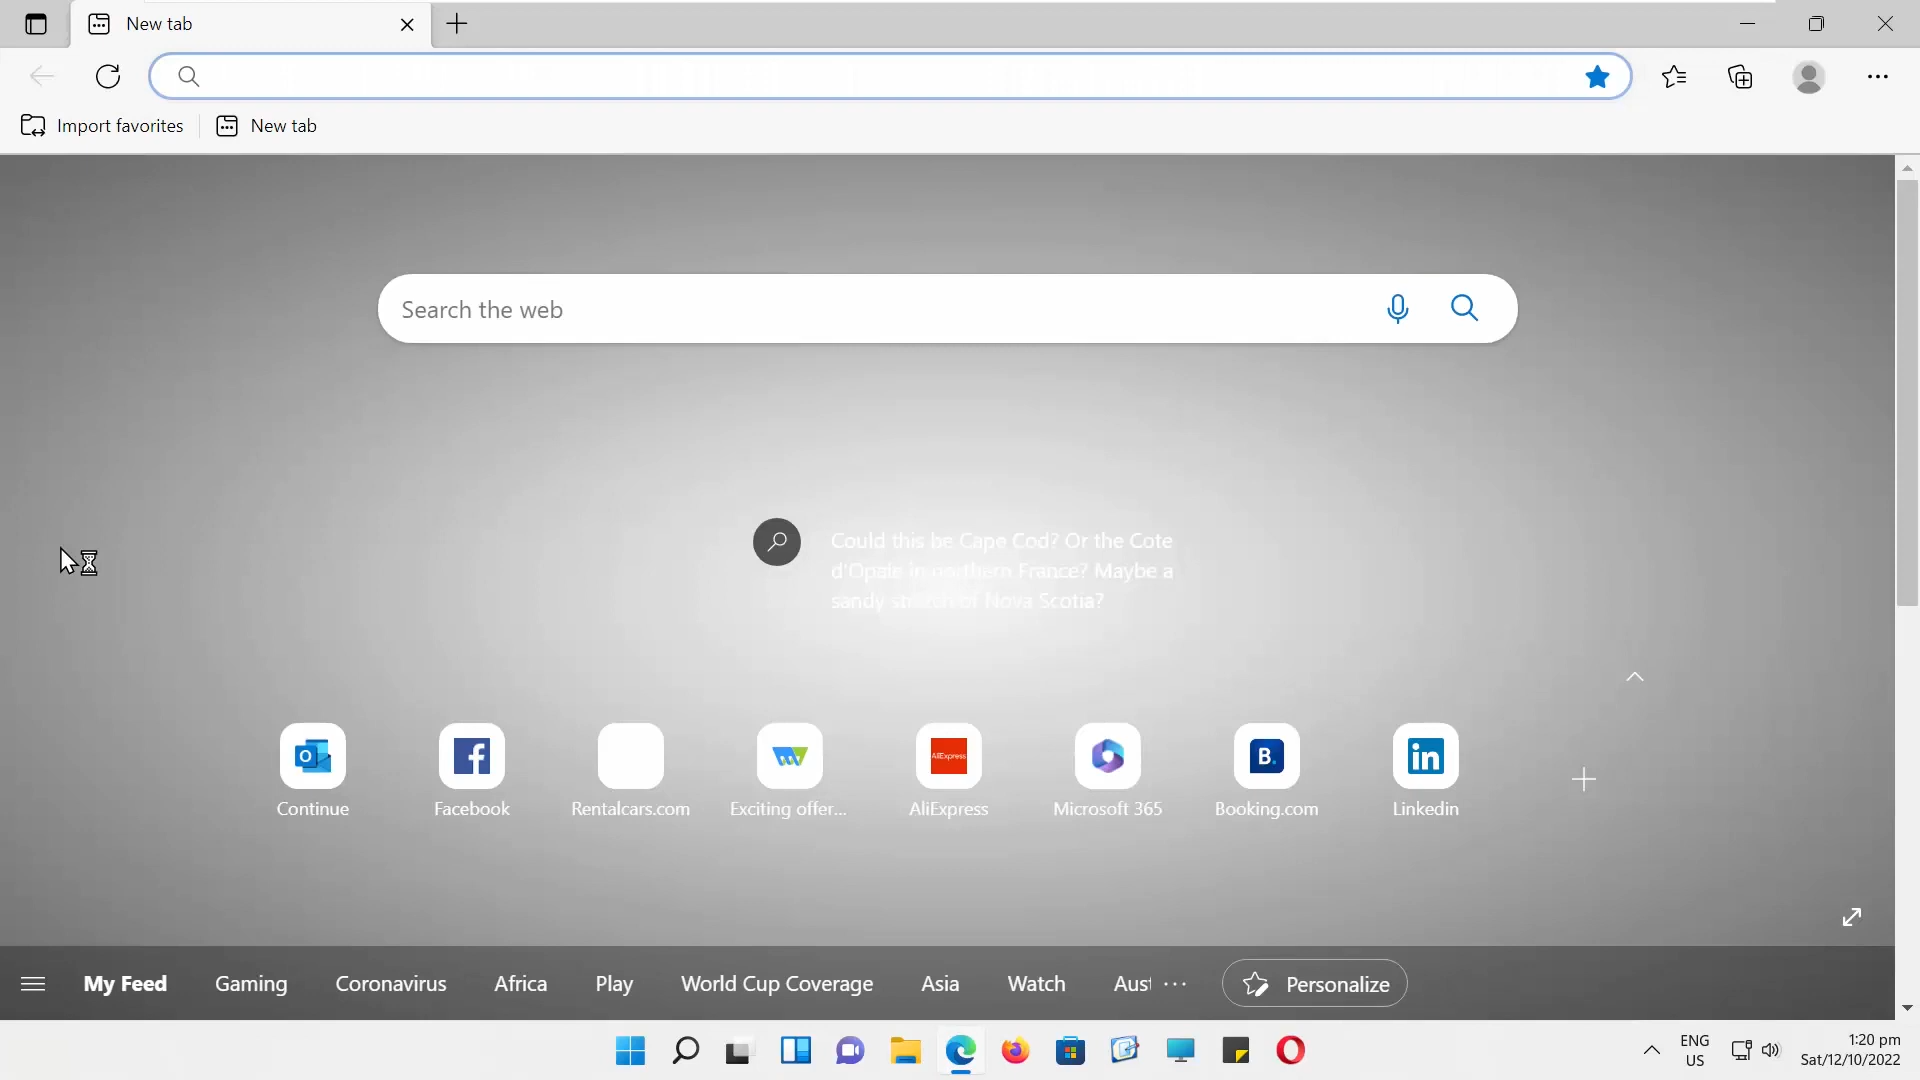 New tab
Import favorites
New tab
Search the web
Could this be Cape Cod? Or the Cote
d'Opale in northern France? Maybe a
sandy stretch of Nova Scotia?
Continue
Facebook
Rentalcars.com
Exciting offer...
AliExpress
AliExpress
Microsoft 365
B.
Booking.com
in
Linkedin
My Feed
Gaming
Coronavirus
Africa
Play
World Cup Coverage
Asia
Watch
Aust
Personalize
ENG
US
1:20 pm
Sat/12/10/2022